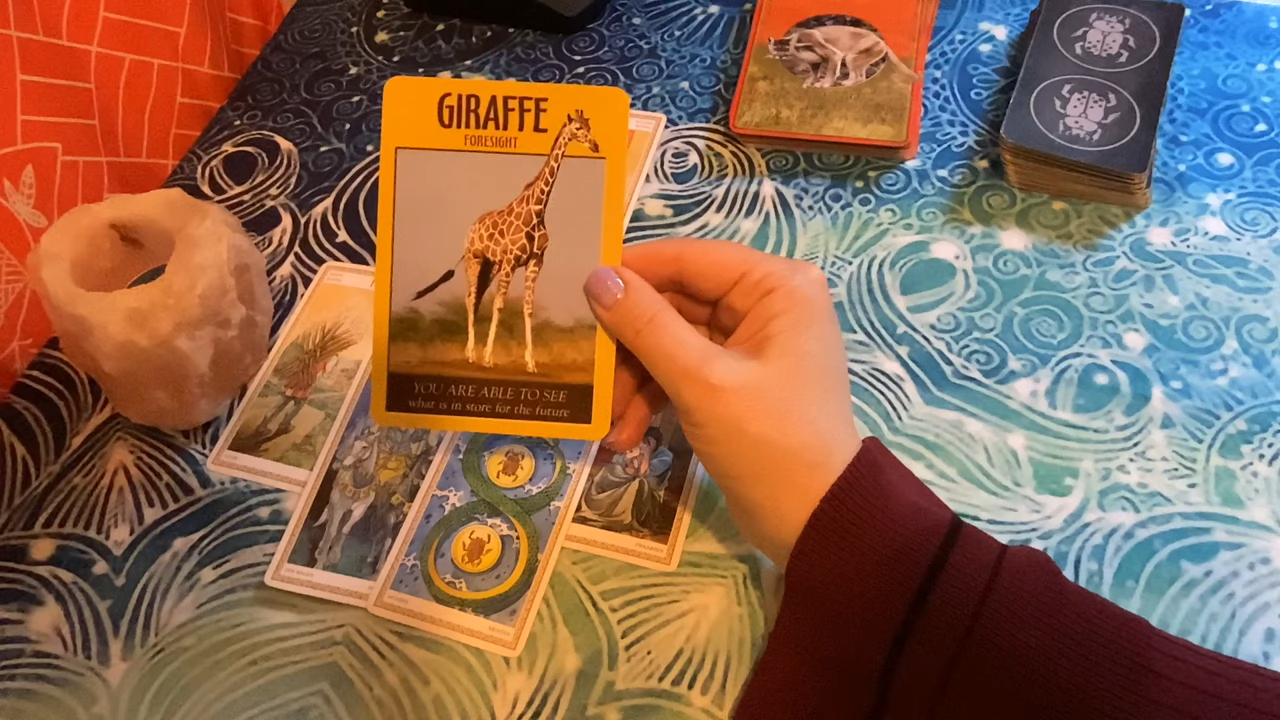 GIRAFFE
FORESIGHT
YOU ARE ABLE TO SEE
what is in store for the future